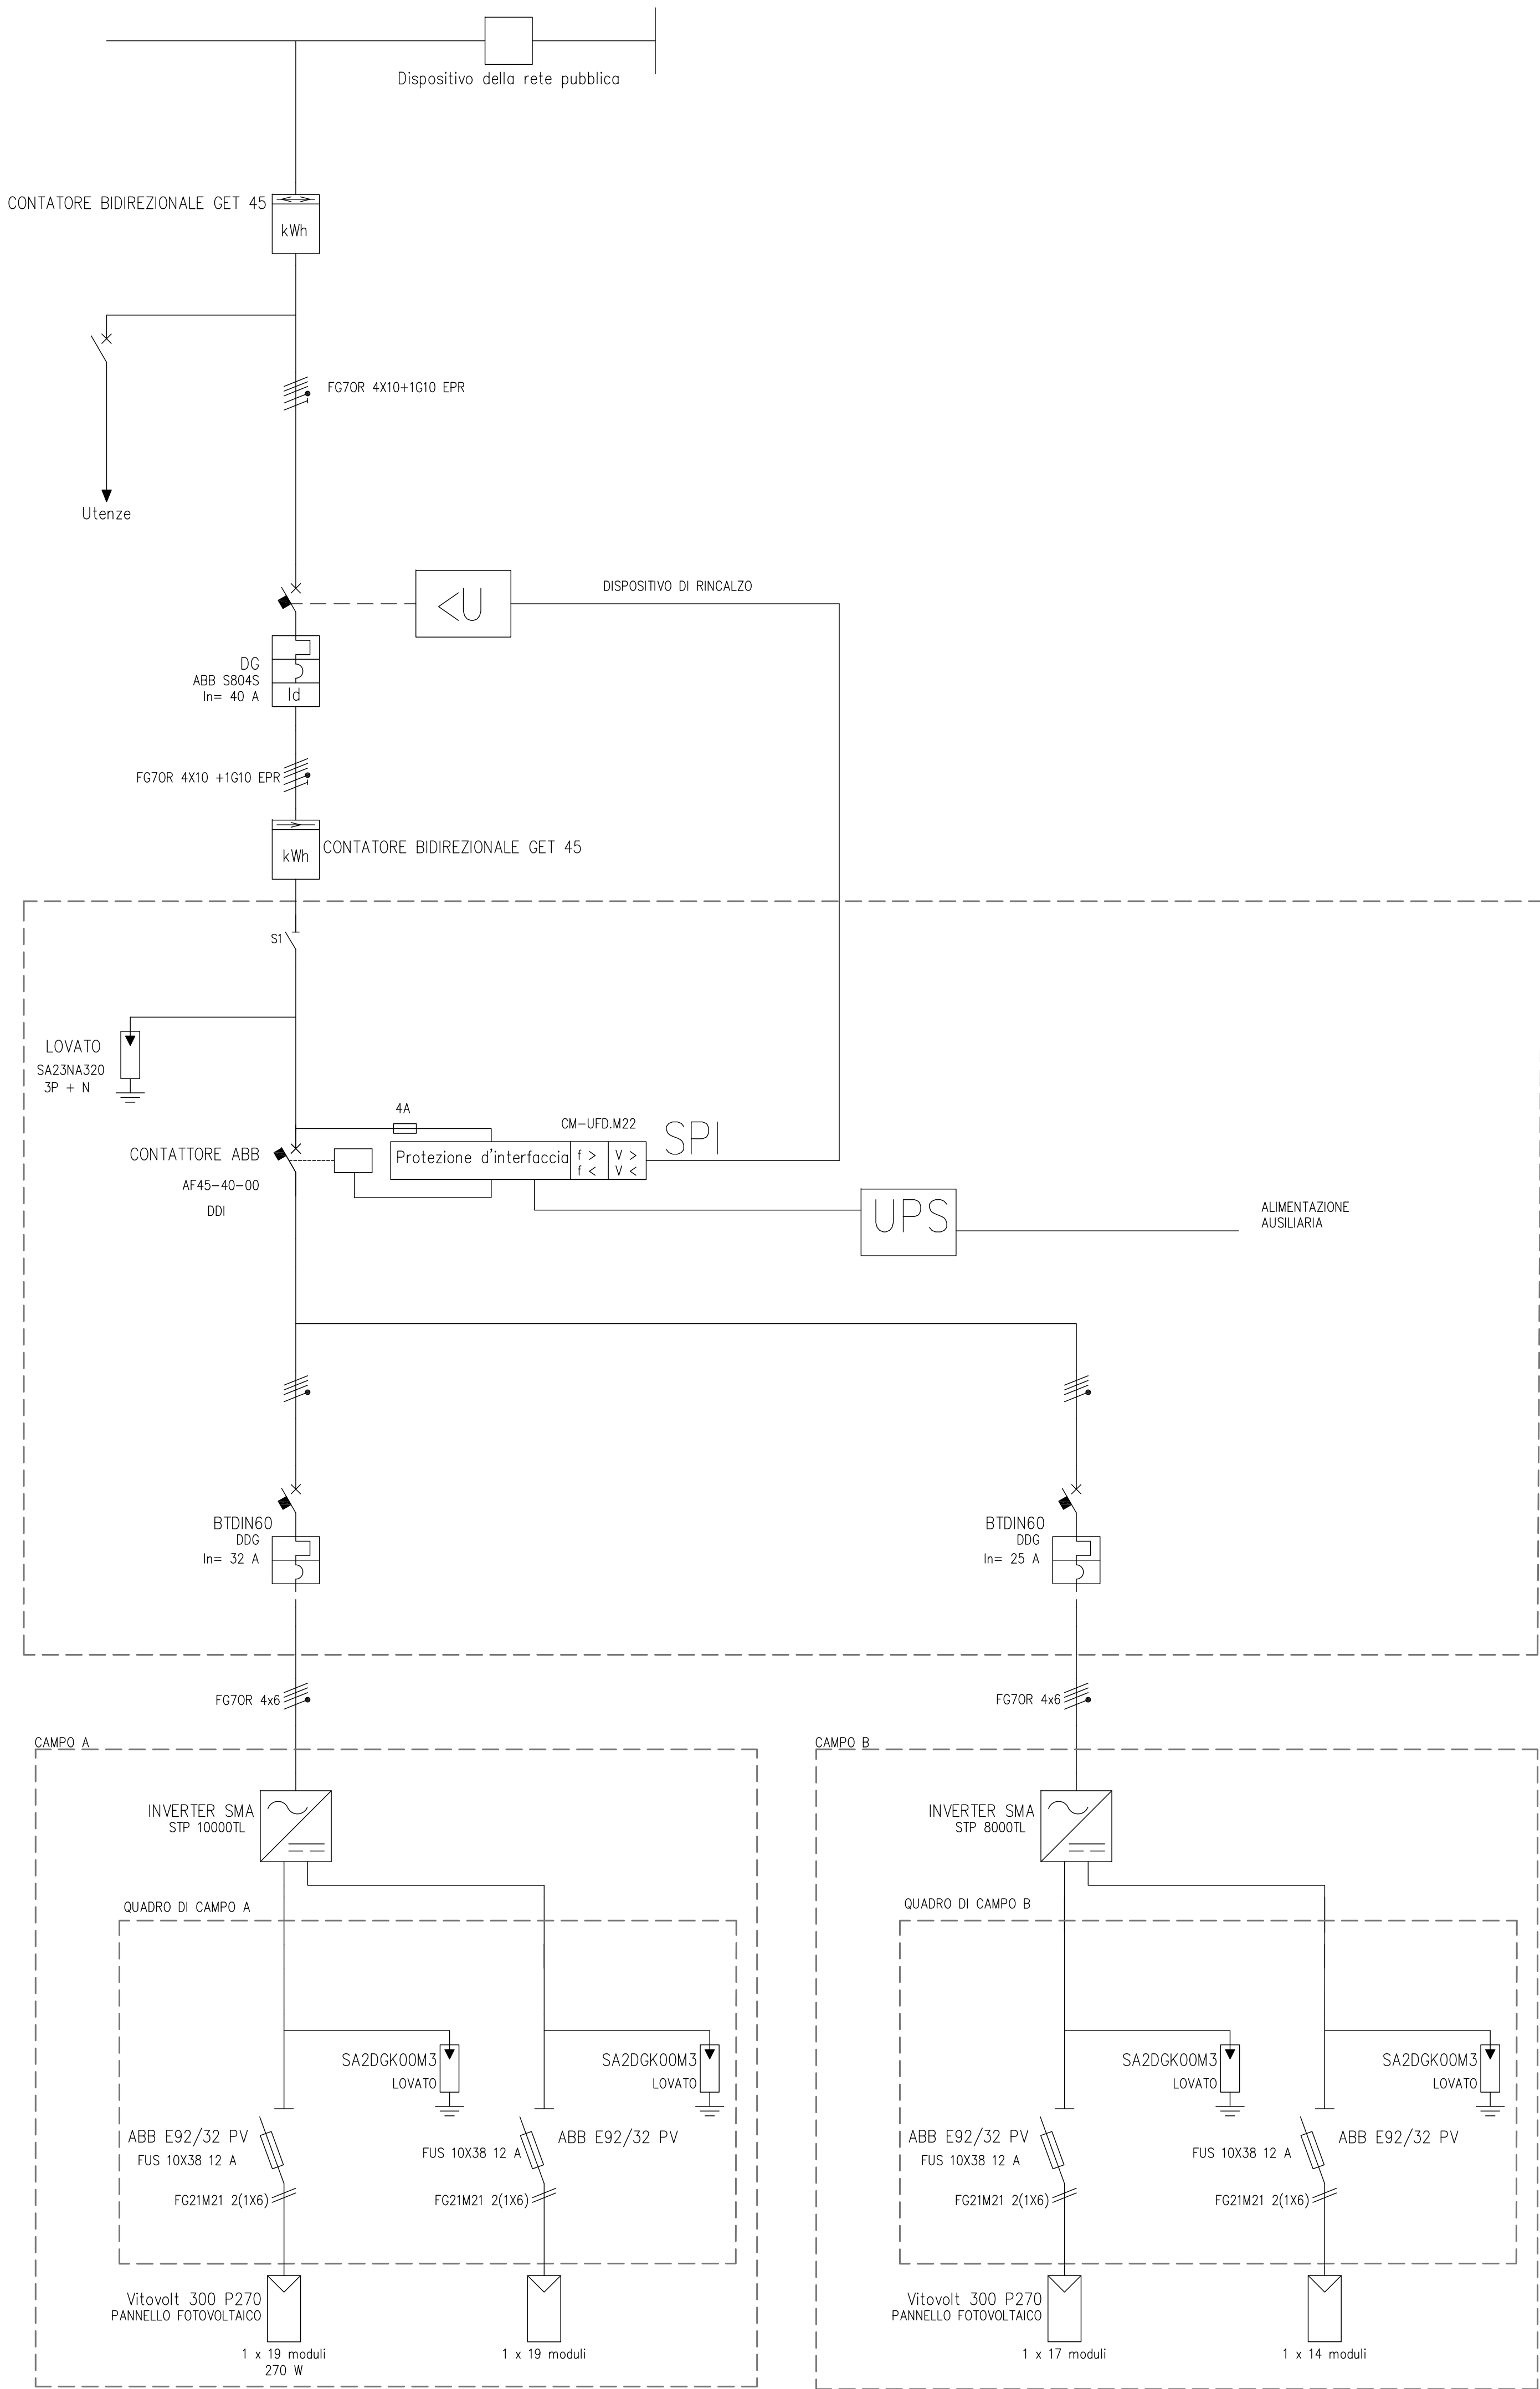 Dispositivo della rete pubblica
CONTATORE BIDIREZIONALE GET 45
kWh
FG7OR 4X10+1G10 EPR
Utenze
DISPOSITIVO DI RINCALZO
<U
DG
ABB S804S
In= 40 A
Id
FG7OR 4X10 +1G10 EPR
CONTATORE BIDIREZIONALE GET 45
kWh
S1
LOVATO
SA23NA320
3P + N
4A
CM-UFD.M22
SPI
CONTATTORE ABB
AF45-40-00
DDI
Protezione d'interfaccia
f >
f <
V >
V <
UPS
ALIMENTAZIONE
AUSILIARIA
BTDIN60
DDG
In= 32 A
BTDIN60
DDG
In= 25 A
FG7OR 4x6
FG7OR 4x6
CAMPO A
INVERTER SMA
STP 10000TL
QUADRO DI CAMPO A
SA2DGK00M3
LOVATO
SA2DGK00M3
LOVATO
ABB E92/32 PV
FUS 10X38 12 A
FUS 10X38 12 A
ABB E92/32 PV
FG21M21 2(1X6)
FG21M21 2(1X6)
Vitovolt 300 P270
PANNELLO FOTOVOLTAICO
1 x 19 moduli
270 W
1 x 19 moduli
CAMPO B
INVERTER SMA
STP 8000TL
QUADRO DI CAMPO B
SA2DGK00M3
LOVATO
SA2DGK00M3
LOVATO
ABB E92/32 PV
FUS 10X38 12 A
FUS 10X38 12 A
ABB E92/32 PV
FG21M21 2(1X6)
FG21M21 2(1X6)
Vitovolt 300 P270
PANNELLO FOTOVOLTAICO
1 x 17 moduli
1 x 14 moduli